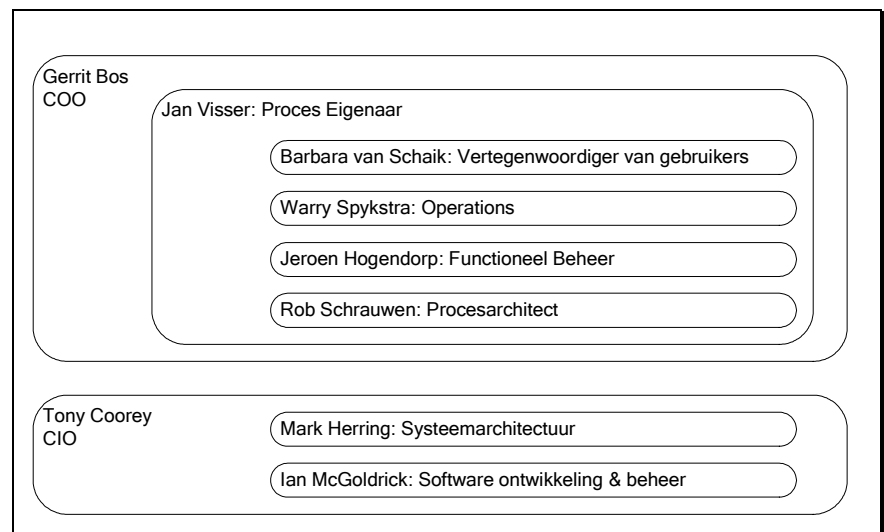 Gerrit Bos
COO
Jan Visser: Proces Eigenaar
Barbara van Schaik: Vertegenwoordiger van gebruikers
Warry Spykstra: Operations
Jeroen Hogendorp: Functioneel Beheer
Rob Schrauwen: Procesarchitect
Tony Coorey
CIO
Mark Herring: Systeemarchitectuur
Ian McGoldrick: Software ontwikkeling & beheer